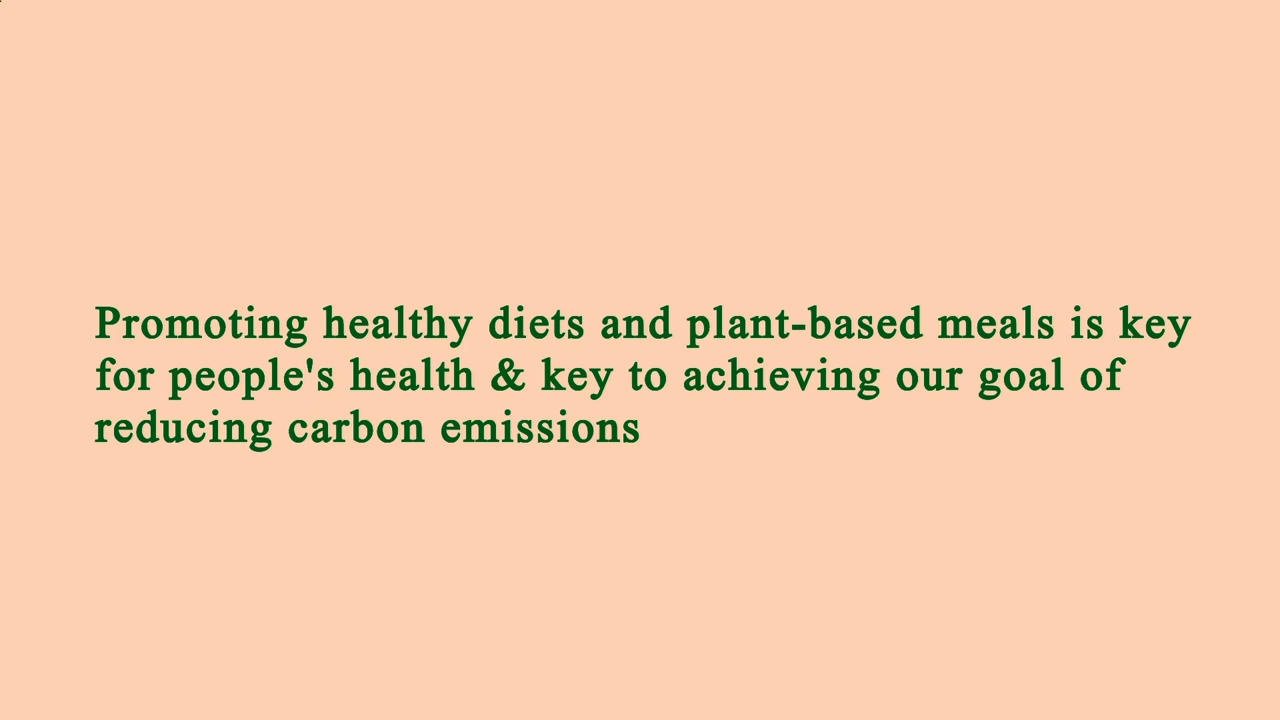 Promoting healthy diets and plant-based meals is key
for people's health & key to achieving our goal of
reducing carbon emissions